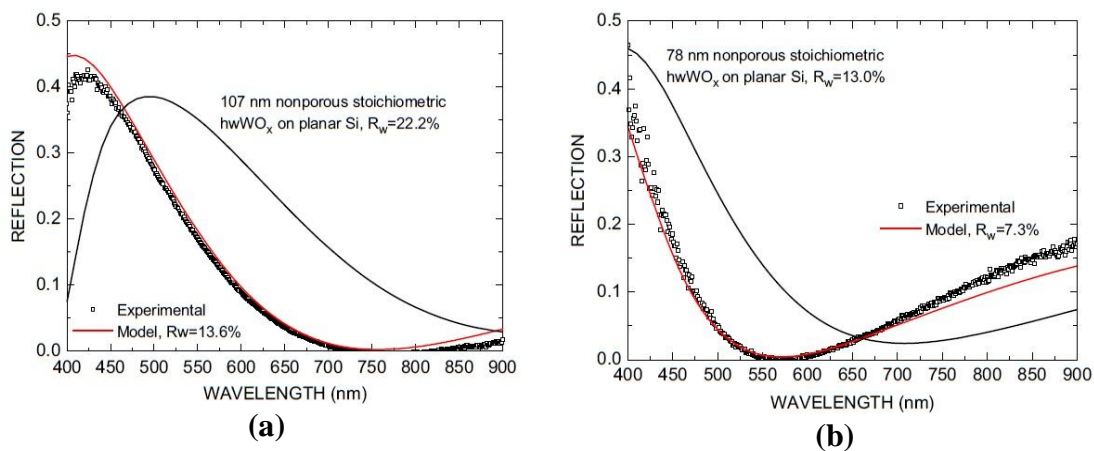 0.5
0.4
0.3
0.2
0.1
0.0
REFLECTION
107 nm nonporous stoichiometric
hwWOx on planar Si, Rw=22.2%
Experimental
Model, Rw=13.6%
400 450 500 550 600 650 700 750 800 850 900
WAVELENGTH (nm)
(a)
0.5
0.4
0.3
0.2
0.1
0.0
REFLECTION
78 nm nonporous stoichiometric
hwWOx on planar Si, Rw=13.0%
Experimental
Model, Rw=7.3%
400 450 500 550 600 650 700 750 800 850 900
WAVELENGTH (nm)
(b)